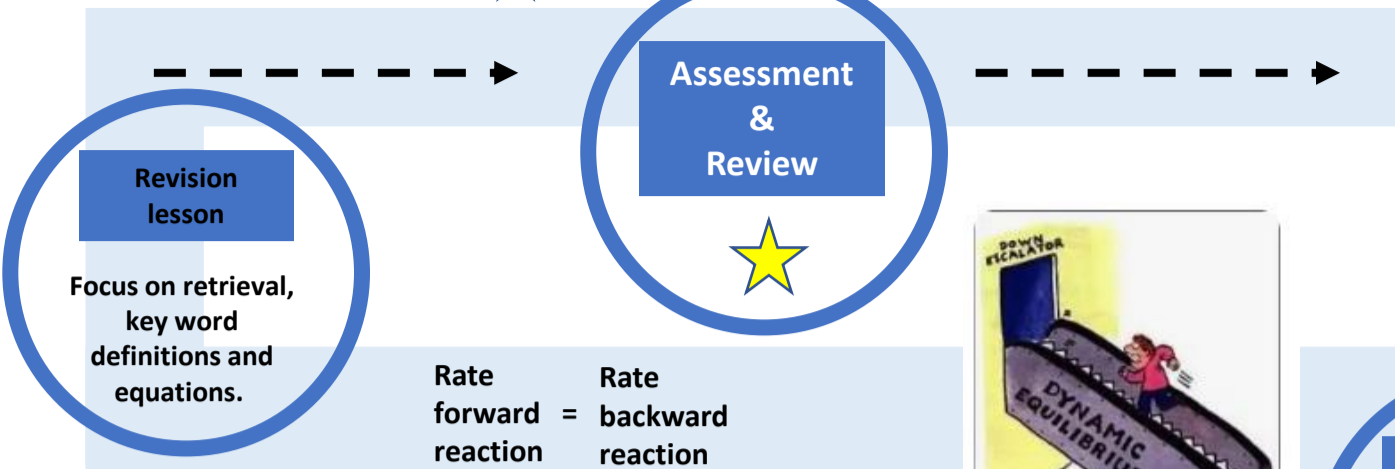 Assessment
&
Review
Revision
lesson
Focus on retrieval,
key word
definitions and
equations.
Rate
forward
reaction
=
Rate
backward
reaction
DOWN
ESCALATOR
DYNAMIC
EQUILIBRIUM